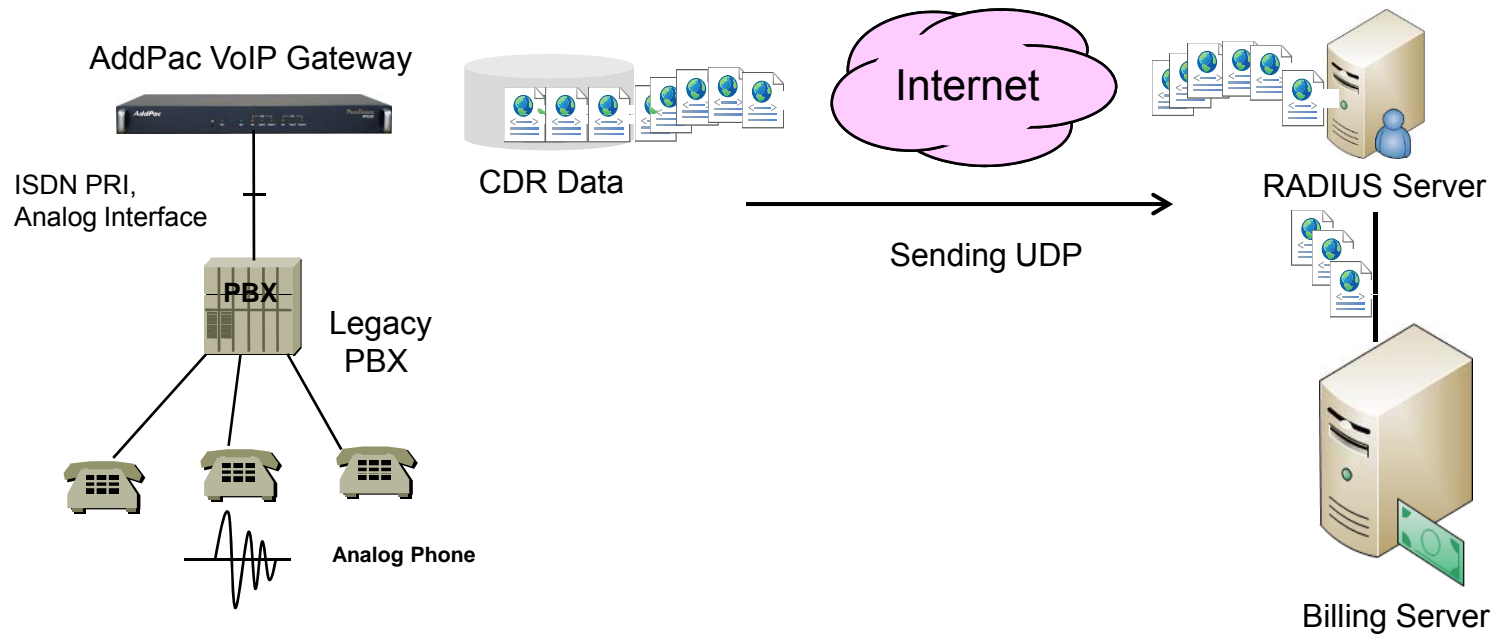 AddPac VoIP Gateway
AddPac
ISDN PRI,
Analog Interface
PBX
Legacy
PBX
Analog Phone
CDR Data
Internet
Sending UDP
RADIUS Server
Billing Server